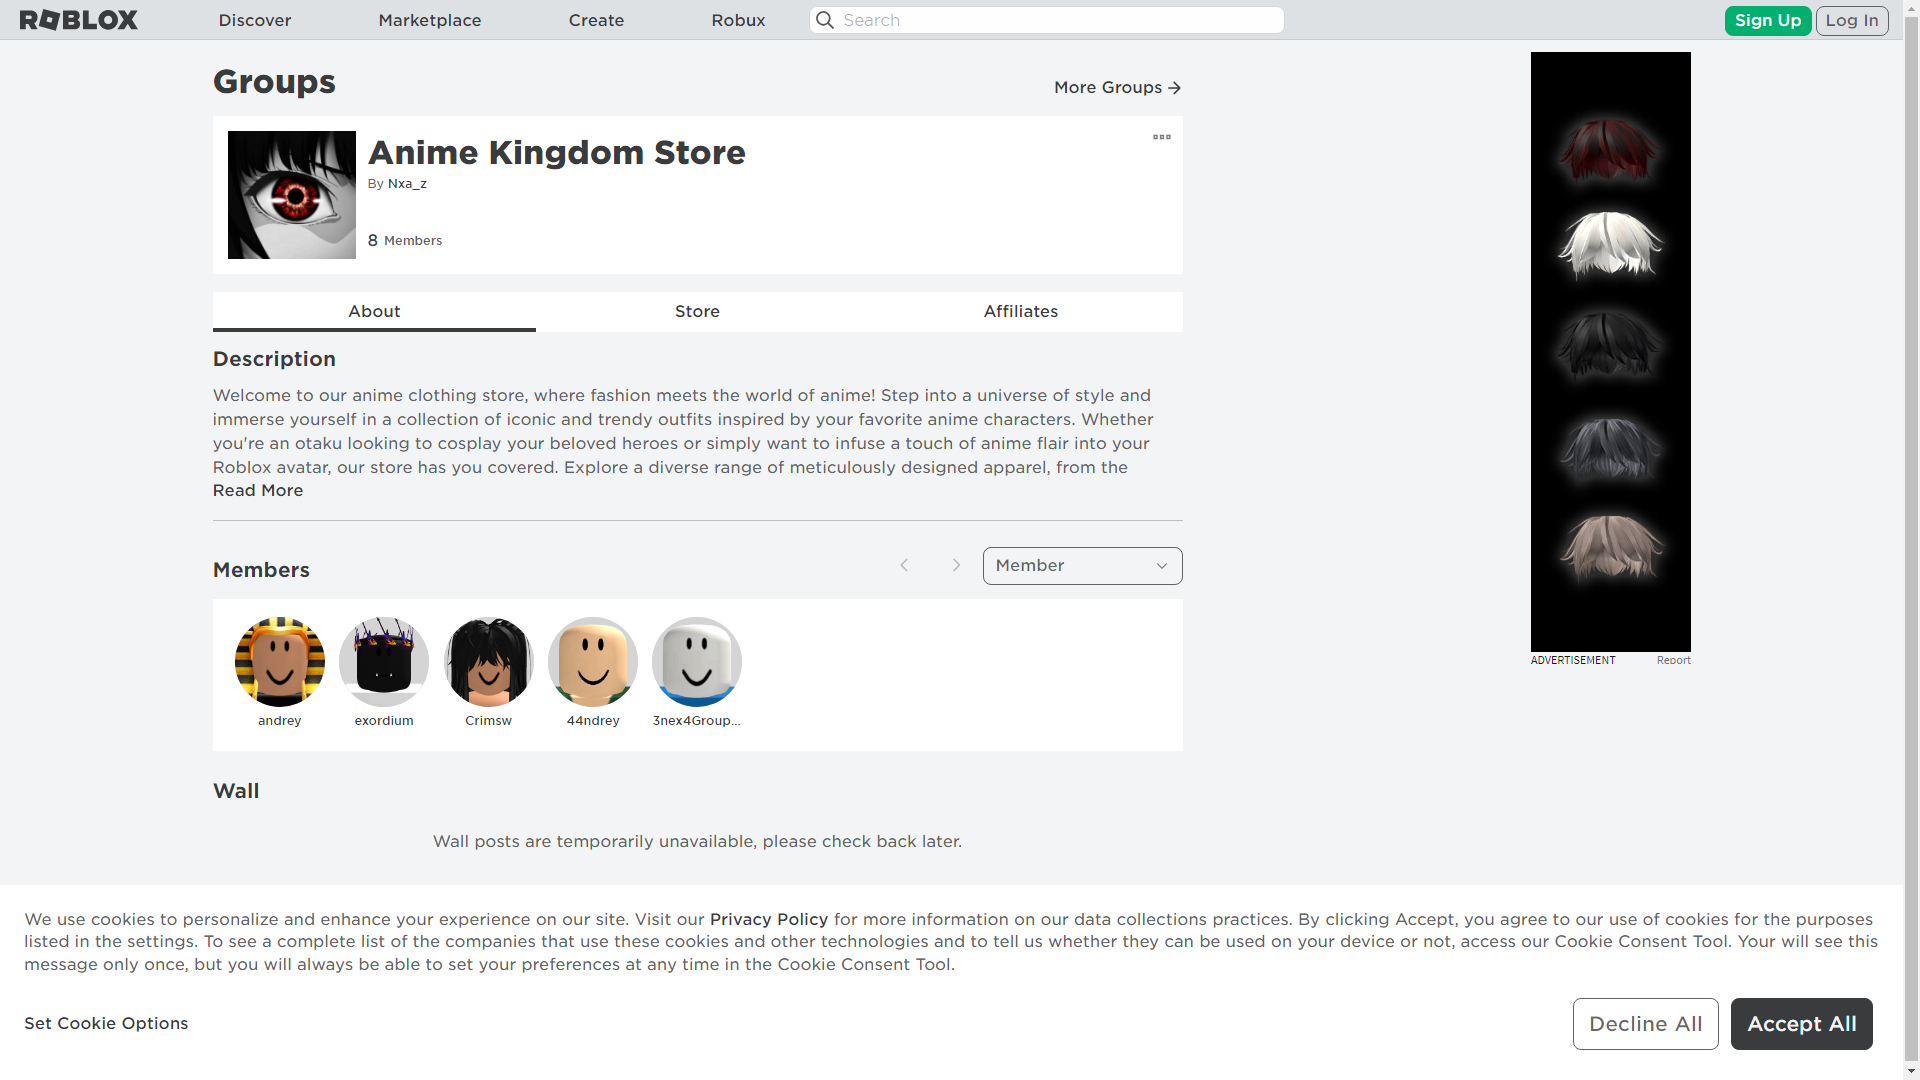 ROBLOX
Discover
Marketplace
Create
Robux
Search
Sign Up
Log In
Groups
More Groups
Anime Kingdom Store
By Nxa_z
8 Members
About
Store
Affiliates
Description
Welcome to our anime clothing store, where fashion meets the world of anime! Step into a universe of style and
immerse yourself in a collection of iconic and trendy outfits inspired by your favorite anime characters. Whether
you're an otaku looking to cosplay your beloved heroes or simply want to infuse a touch of anime flair into your
Roblox avatar, our store has you covered. Explore a diverse range of meticulously designed apparel, from the
Read More
Members
Member
andrey
exordium
Crimsw
44ndrey
3nex4Group...
ADVERTISEMENT
Report
Wall
Wall posts are temporarily unavailable, please check back later.
We use cookies to personalize and enhance your experience on our site. Visit our Privacy Policy for more information on our data collections practices. By clicking Accept, you agree to our use of cookies for the purposes
listed in the settings. To see a complete list of the companies that use these cookies and other technologies and to tell us whether they can be used on your device or not, access our Cookie Consent Tool. Your will see this
message only once, but you will always be able to set your preferences at any time in the Cookie Consent Tool.
Set Cookie Options
Decline All
Accept All